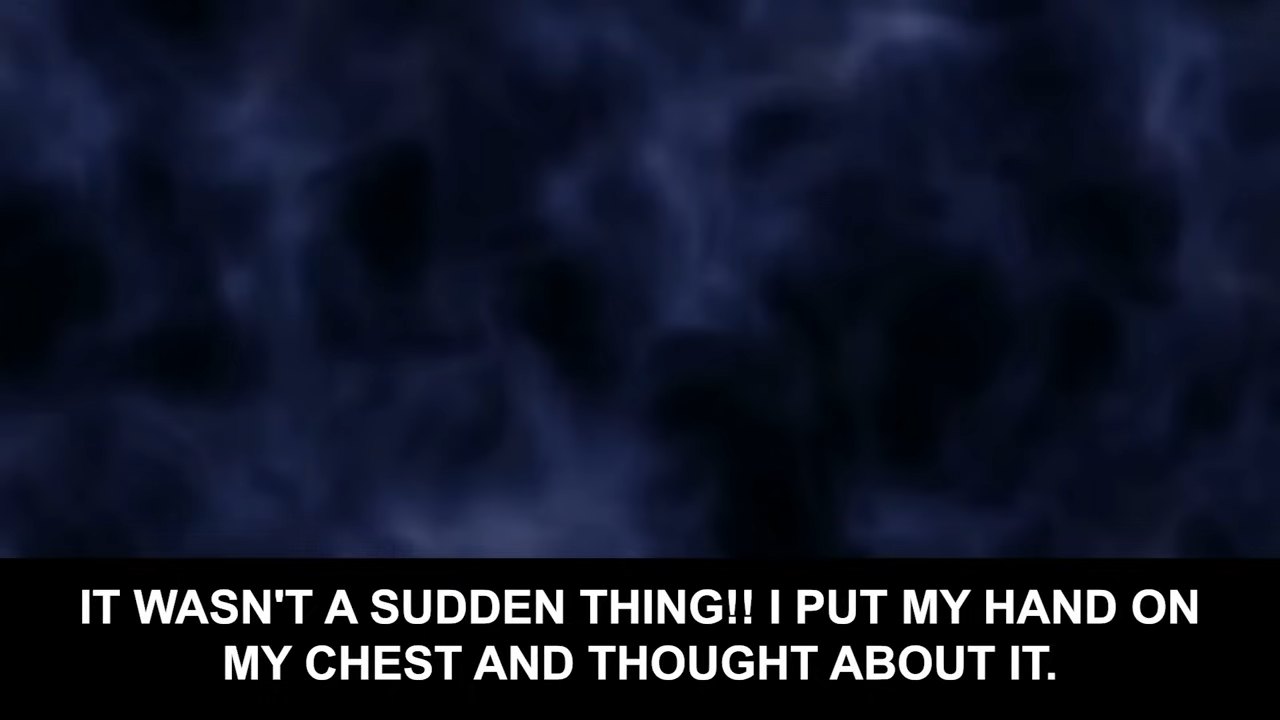 IT WASN'T A SUDDEN THING!! I PUT MY HAND ON
MY CHEST AND THOUGHT ABOUT IT.